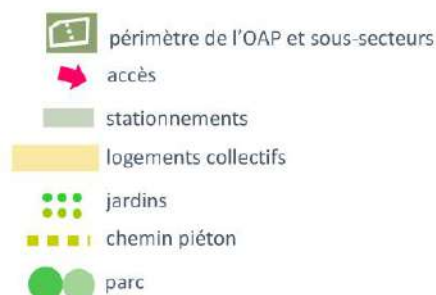 périmètre de l'OAP et sous-secteurs
accès
stationnements
logements collectifs
jardins
chemin piéton
parc